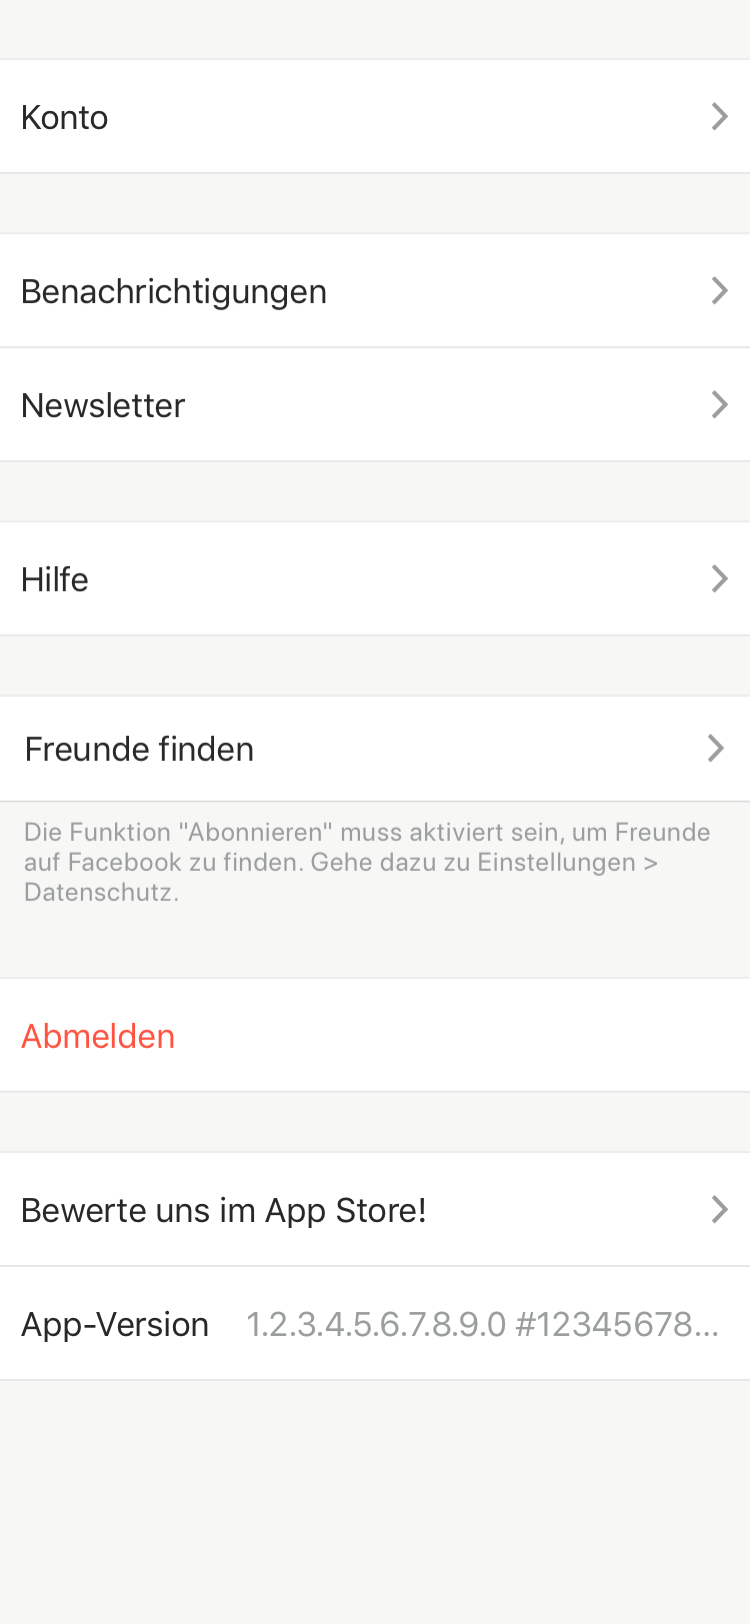 Konto
Benachrichtigungen
Newsletter
Hilfe
Freunde finden
Die Funktion "Abonnieren" muss aktiviert sein, um Freunde
auf Facebook zu finden. Gehe dazu zu Einstellungen >
Datenschutz.
Abmelden
Bewerte uns im App Store!
App-Version 1.2.3.4.5.6.7.8.9.0 #12345678...